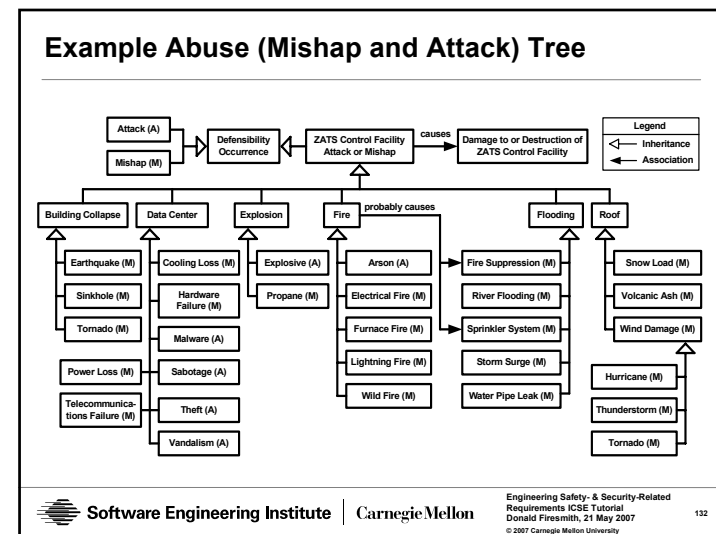 Example Abuse (Mishap and Attack) Tree
Attack (A)
Mishap (M)
Defensibility
Occurrence
ZATS Control Facility
Attack or Mishap
causes
Damage to or Destruction of
ZATS Control Facility
Legend
Inheritance
Association
Building Collapse
Data Center
Explosion
Fire
probably causes
Flooding
Roof
Earthquake (M)
Sinkhole (M)
Tornado (M)
Cooling Loss (M)
Hardware
Failure (M)
Malware (A)
Power Loss (M)
Sabotage (A)
Telecommunica-
tions Failure (M)
Theft (A)
Vandalism (A)
Explosive (A)
Propane (M)
Arson (A)
Electrical Fire (M)
Furnace Fire (M)
Lightning Fire (M)
Wild Fire (M)
Fire Suppression (M)
River Flooding (M)
Sprinkler System (M)
Storm Surge (M)
Water Pipe Leak (M)
Snow Load (M)
Volcanic Ash (M)
Wind Damage (M)
Hurricane (M)
Thunderstorm (M)
Tornado (M)
Software Engineering Institute
Carnegie Mellon
Engineering Safety- & Security-Related
Requirements ICSE Tutorial
Donald Firesmith, 21 May 2007
© 2007 Carnegie Mellon University
132